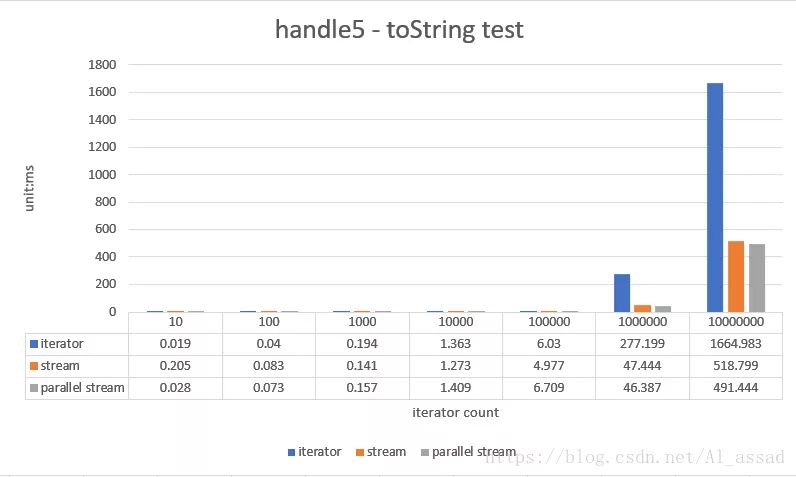 handle5 - toString test
1800
1600
1400
1200
1000
800
600
400
200
0
unit:ms
10 100 1000 10000 100000 1000000 10000000
iterator 0.019 0.04 0.194 1.363 6.03 277.199 1664.983
stream 0.205 0.083 0.141 1.273 4.977 47.444 518.799
parallel stream 0.028 0.073 0.157 1.409 6.709 46.387 491.444
iterator count
iterator stream parallel stream
https://blog.csdn.net/Al_assad